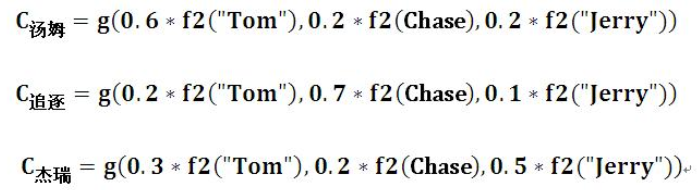 C汤姆 = g(0.6 * f2("Tom"),0.2 * f2(Chase),0.2 * f2("Jerry"))
C追逐 = g(0.2 * f2("Tom"),0.7 * f2(Chase),0.1 * f2("Jerry"))
C杰瑞 = g(0.3 * f2("Tom"),0.2 * f2(Chase),0.5 * f2("Jerry"))